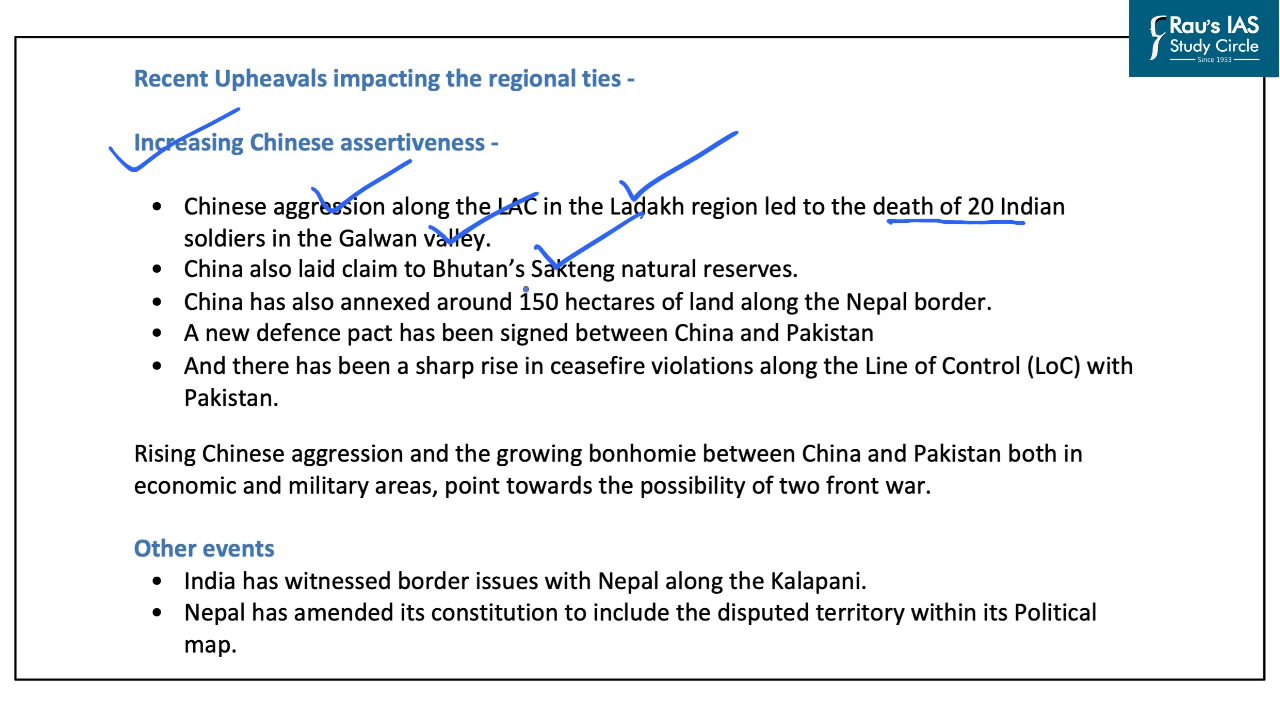 Rau's IAS
Study Circle
Since 1953
Recent Upheavals impacting the regional ties -
Increasing Chinese assertiveness -
• Chinese aggression along the LAC in the Ladakh region led to the death of 20 Indian
soldiers in the Galwan valley.
• China also laid claim to Bhutan's Sakteng natural reserves.
• China has also annexed around 150 hectares of land along the Nepal border.
• A new defence pact has been signed between China and Pakistan
• And there has been a sharp rise in ceasefire violations along the Line of Control (LoC) with
Pakistan.
Rising Chinese aggression and the growing bonhomie between China and Pakistan both in
economic and military areas, point towards the possibility of two front war.
Other events
• India has witnessed border issues with Nepal along the Kalapani.
• Nepal has amended its constitution to include the disputed territory within its Political
map.